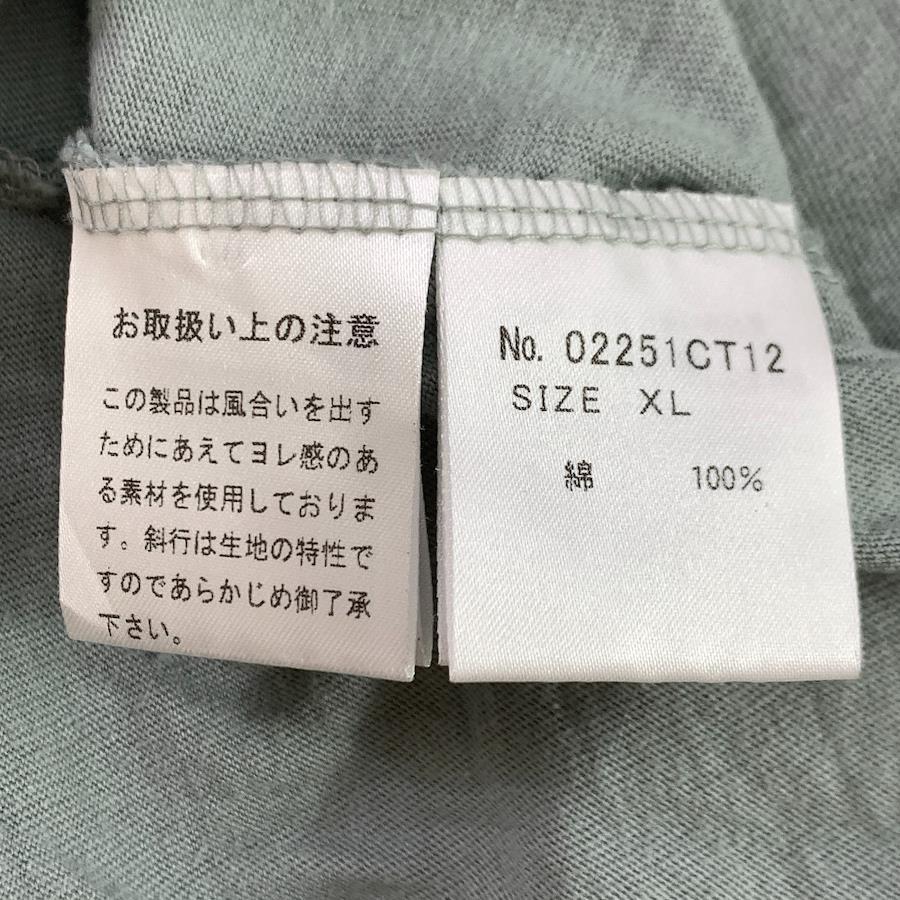 お取扱い上の注意
この製品は風合いを出す
ためにあえてヨレ感のあ
る素材を使用しておりま
す。斜行は生地の特性で
すのであらかじめ御了承
下さい。
No. 02251CT12
SIZE XL
綿 100%